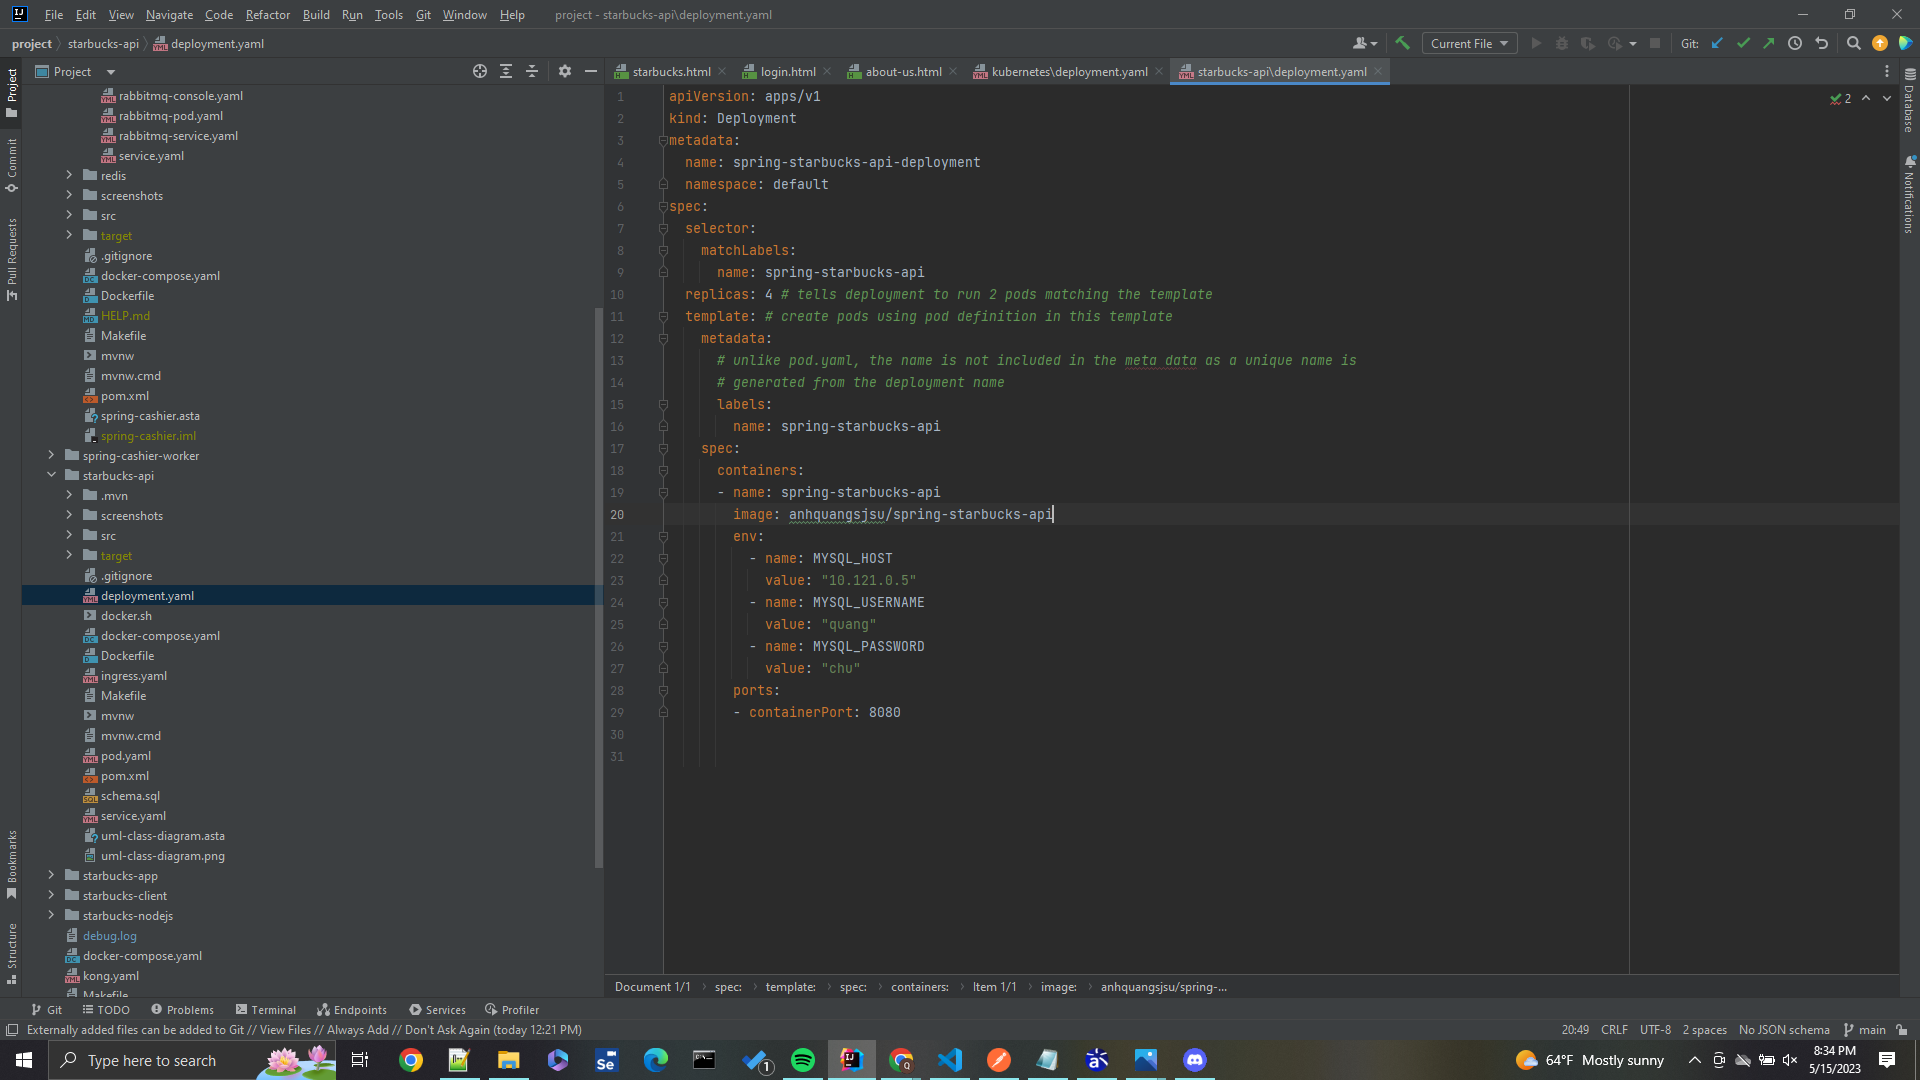 File Edit View Navigate Code Refactor Build Run Tools Git Window Help project - starbucks-api\deployment.yaml
project starbucks-api deployment.yaml Current File Git:
Project
starbucks.html login.html about-us.html kubernetes\deployment.yaml starbucks-api\deployment.yaml
Project
Commit
Pull Requests
Bookmarks
Structure
rabbitmq-console.yaml
rabbitmq-pod.yaml
rabbitmq-service.yaml
service.yaml
redis
screenshots
src
target
.gitignore
docker-compose.yaml
Dockerfile
HELP.md
Makefile
mvnw
mvnw.cmd
pom.xml
spring-cashier.asta
spring-cashier.iml
spring-cashier-worker
starbucks-api
.mvn
screenshots
src
target
.gitignore
deployment.yaml
docker.sh
docker-compose.yaml
Dockerfile
ingress.yaml
Makefile
mvnw
mvnw.cmd
pod.yaml
pom.xml
schema.sql
service.yaml
uml-class-diagram.asta
uml-class-diagram.png
starbucks-app
starbucks-client
starbucks-nodejs
debug.log
docker-compose.yaml
kong.yaml
Makefile
1 apiVersion: apps/v1
2 kind: Deployment
3 metadata:
4 name: spring-starbucks-api-deployment
5 namespace: default
6 spec:
7 selector:
8 matchLabels:
9 name: spring-starbucks-api
10 replicas: 4 # tells deployment to run 2 pods matching the template
11 template: # create pods using pod definition in this template
12 metadata:
13 # unlike pod.yaml, the name is not included in the meta data as a unique name is
14 # generated from the deployment name
15 labels:
16 name: spring-starbucks-api
17 spec:
18 containers:
19 - name: spring-starbucks-api
20 image: anhquangsjsu/spring-starbucks-api
21 env:
22 - name: MYSQL_HOST
23 value: "10.121.0.5"
24 - name: MYSQL_USERNAME
25 value: "quang"
26 - name: MYSQL_PASSWORD
27 value: "chu"
28 ports:
29 - containerPort: 8080
30
31
2
Database
Notifications
Document 1/1 spec: template: spec: containers: Item 1/1 image: anhquangsjsu/spring-...
Git TODO Problems Terminal Endpoints Services Profiler
Externally added files can be added to Git // View Files // Always Add // Don't Ask Again (today 12:21 PM) 20:49 CRLF UTF-8 2 spaces No JSON schema main
Type here to search 1 64°F Mostly sunny 8:34 PM
5/15/2023